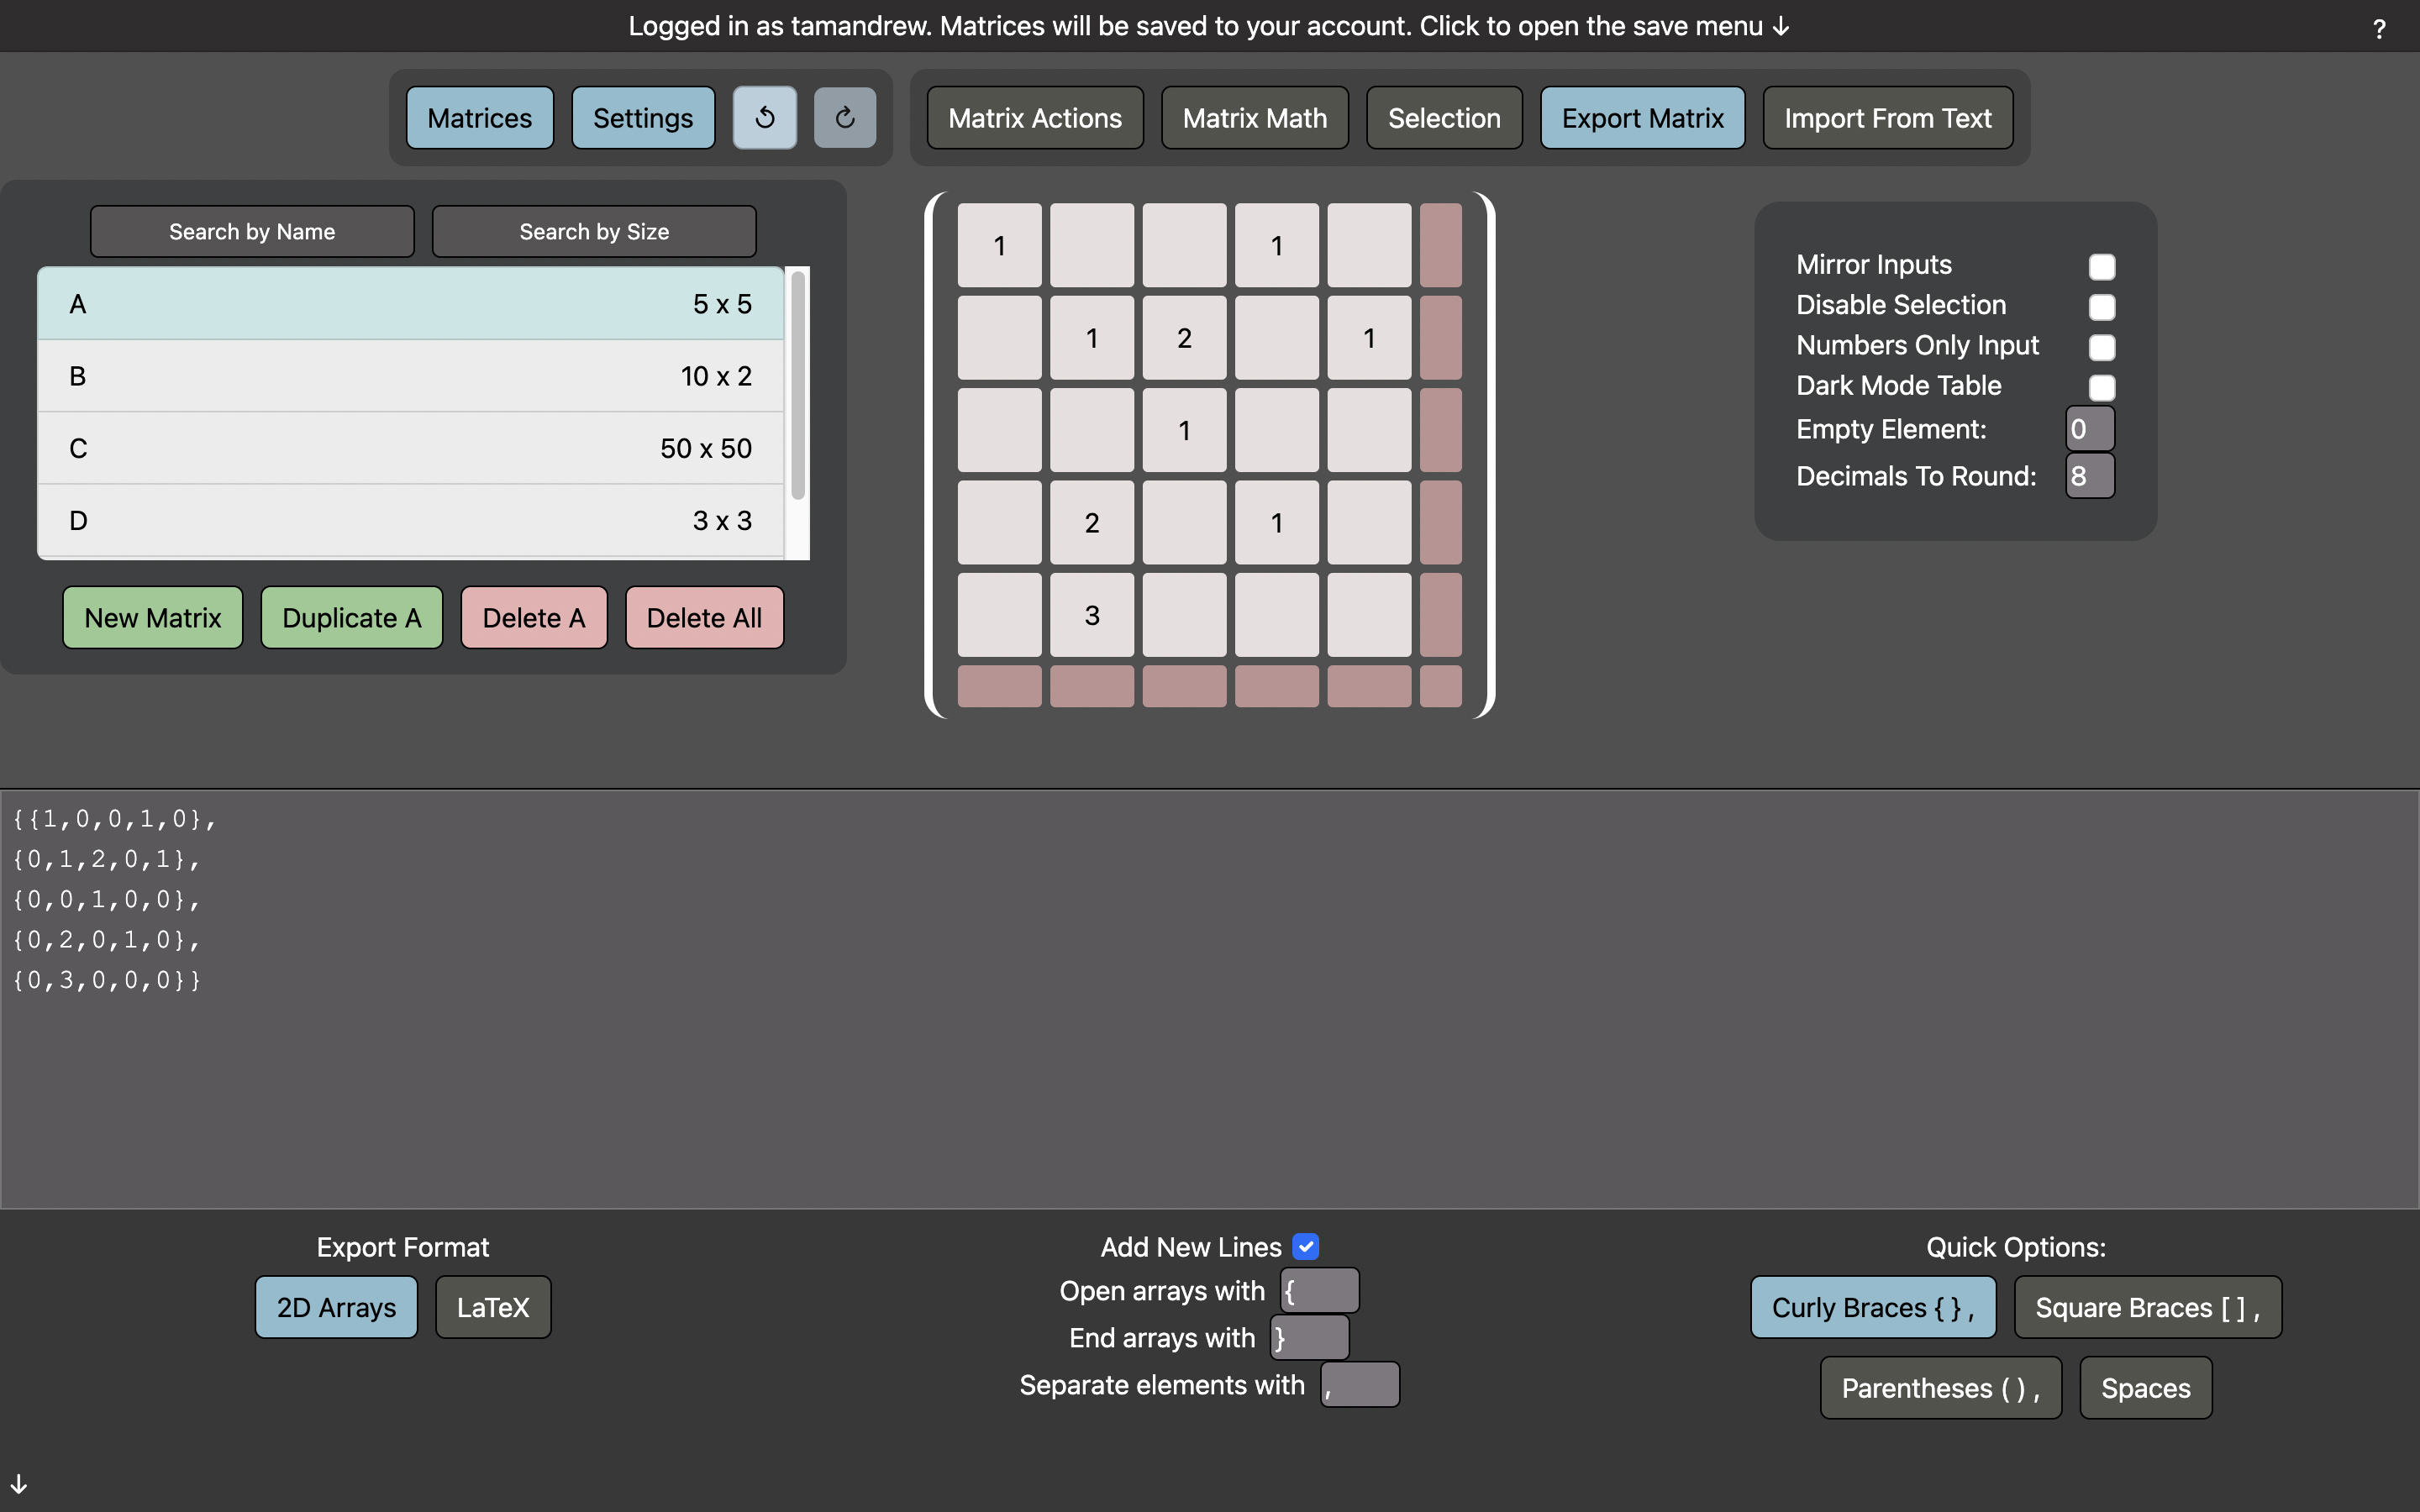 Logged in as tamandrew. Matrices will be saved to your account. Click to open the save menu ↓
?
Matrices Settings ↺ ↻ Matrix Actions Matrix Math Selection Export Matrix Import From Text
Search by Name Search by Size
A 5 x 5
B 10 x 2
C 50 x 50
D 3 x 3
New Matrix Duplicate A Delete A Delete All
1 1
1 2 1
1
2 1
3
Mirror Inputs
Disable Selection
Numbers Only Input
Dark Mode Table
Empty Element: 0
Decimals To Round: 8
{{1,0,0,1,0},
{0,1,2,0,1},
{0,0,1,0,0},
{0,2,0,1,0},
{0,3,0,0,0}}
Export Format
2D Arrays LaTeX
Add New Lines
Open arrays with {
End arrays with }
Separate elements with ,
Quick Options:
Curly Braces { } , Square Braces [ ] ,
Parentheses ( ) , Spaces
↓